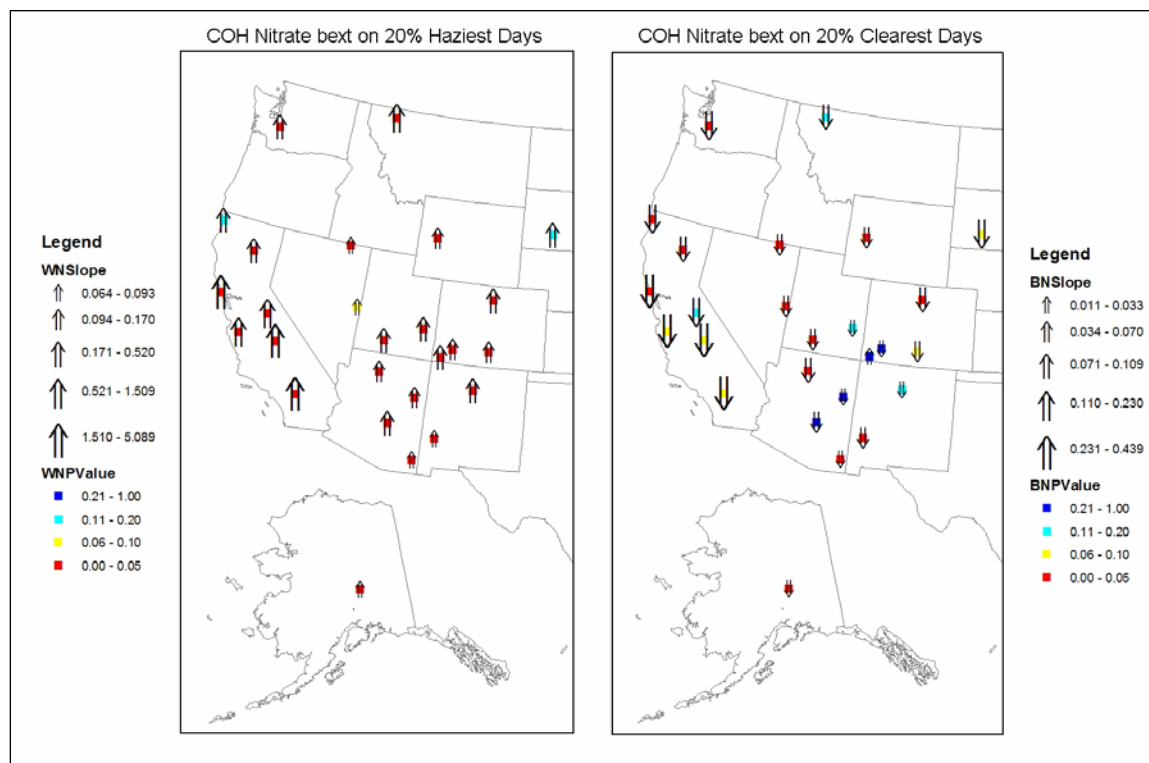 COH Nitrate bext on 20% Haziest Days
COH Nitrate bext on 20% Clearest Days
Legend
WNSlope
0.064 - 0.093
0.094 - 0.170
0.171 - 0.520
0.521 - 1.509
1.510 - 5.089
WNPValue
0.21 - 1.00
0.11 - 0.20
0.06 - 0.10
0.00 - 0.05
Legend
BNSlope
0.011 - 0.033
0.034 - 0.070
0.071 - 0.109
0.110 - 0.230
0.231 - 0.439
BNPValue
0.21 - 1.00
0.11 - 0.20
0.06 - 0.10
0.00 - 0.05